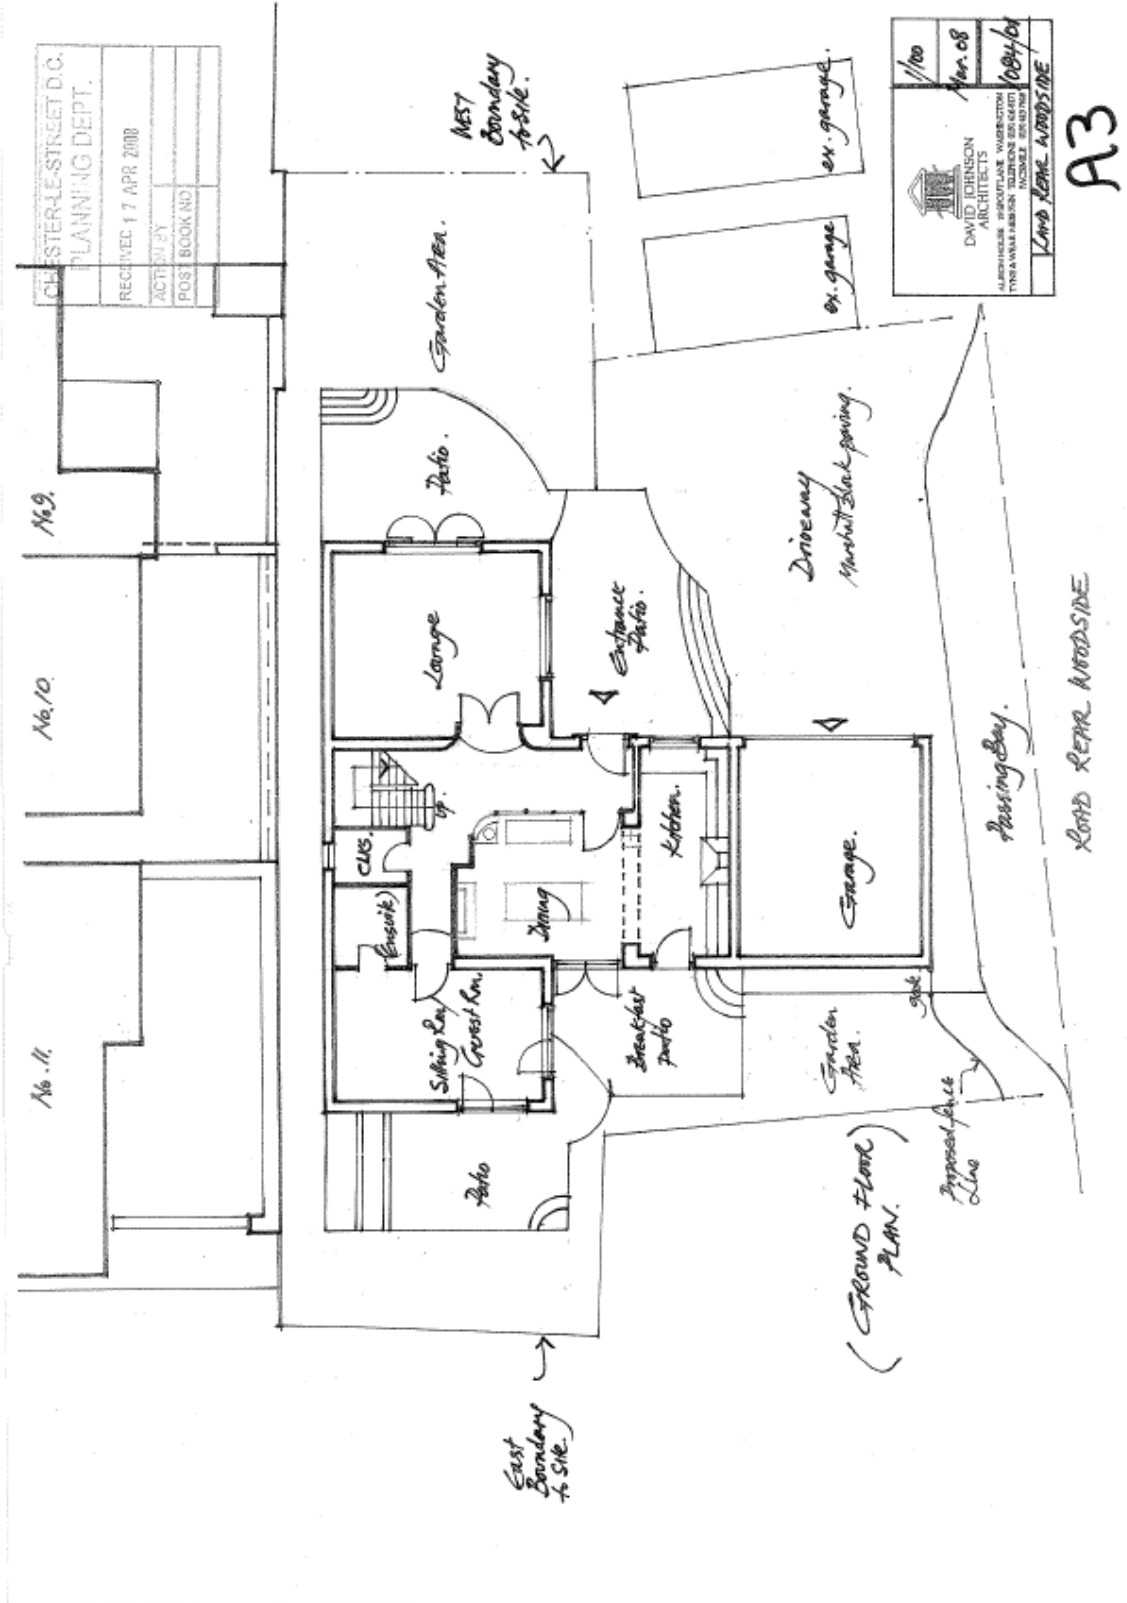 CHESTER-LE-STREET D.C.
PLANNING DEPT.
RECEIVED 17 APR 2008
ACTION BY
POST BOOK NO
No.11.
No.10.
No.9.
WEST
Boundary
to site.
Garden Area.
Patio.
Lounge
up.
CLKS.
Ensuite
Sitting Rm/
Guest Rm.
Patio
Dining
Kitchen.
Entrance
Patio.
Breakfast
Patio
Garage.
Garden
Area.
gate
Proposed fence
Line
East
Boundary
to site.
Driveway
Marshall Block paving.
ex. garage
ex. garage.
Passing Bay.
ROAD REAR WOODSIDE
(GROUND FLOOR
PLAN.)
DAVID JOHNSON
ARCHITECTS
1/100
Mar. 08
1084/01
LAND REAR WOODSIDE
A3